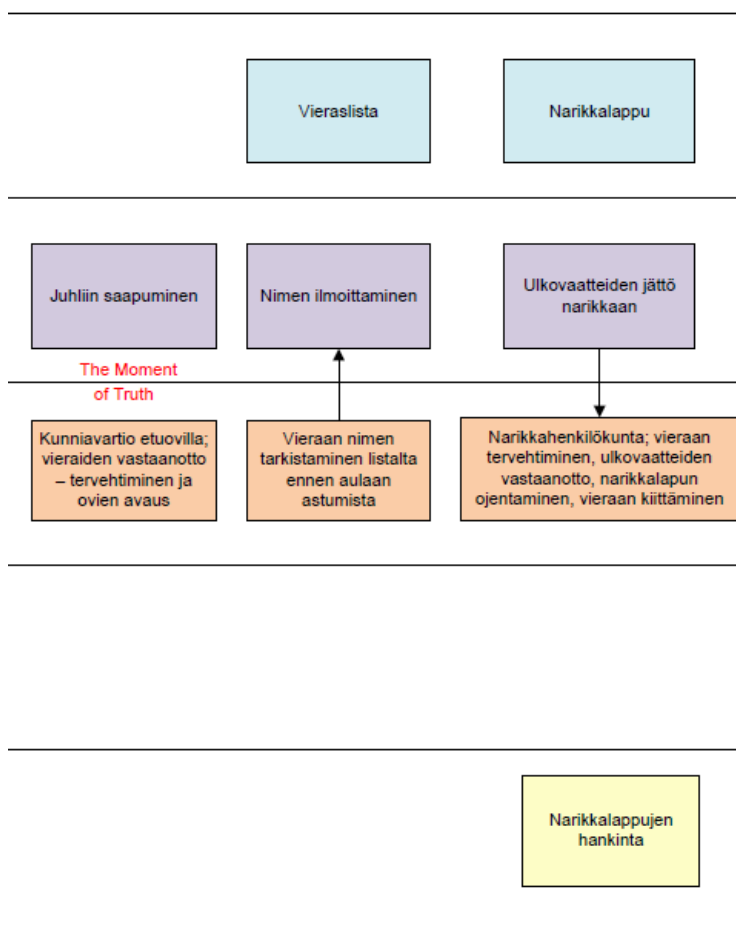 Vieraslista
Narikkalappu
Juhliin saapuminen
Nimen ilmoittaminen
Ulkovaatteiden jättö
narikkaan
The Moment
of Truth
Kunniavartio etuovilla;
vieraiden vastaanotto
– tervehtiminen ja
ovien avaus
Vieraan nimen
tarkistaminen listalta
ennen aulaan
astumista
Narikkahenkilökunta; vieraan
tervehtiminen, ulkovaatteiden
vastaanotto, narikkalapun
ojentaminen, vieraan kiittäminen
Narikkalappujen
hankinta